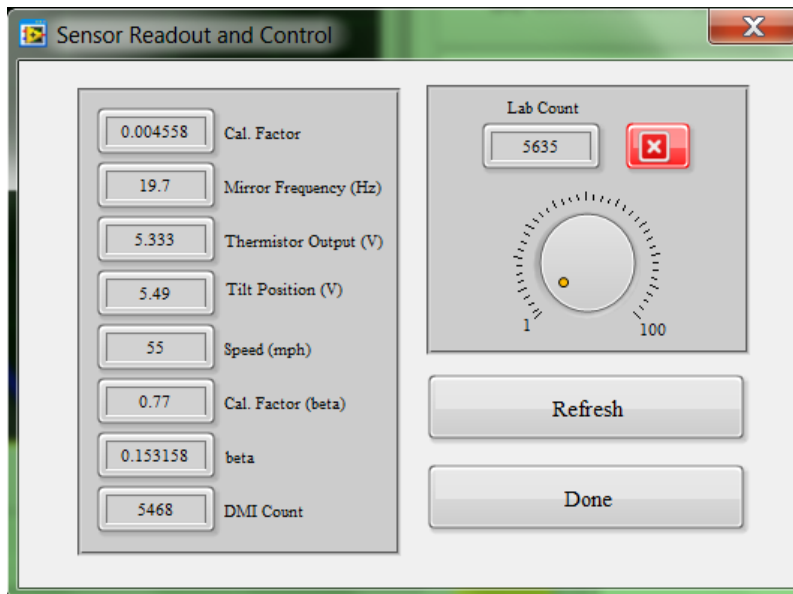 Sensor Readout and Control
0.004558 Cal. Factor
19.7 Mirror Frequency (Hz)
5.333 Thermistor Output (V)
5.49 Tilt Position (V)
55 Speed (mph)
0.77 Cal. Factor (beta)
0.153158 beta
5468 DMI Count
Lab Count
5635
1 100
Refresh
Done